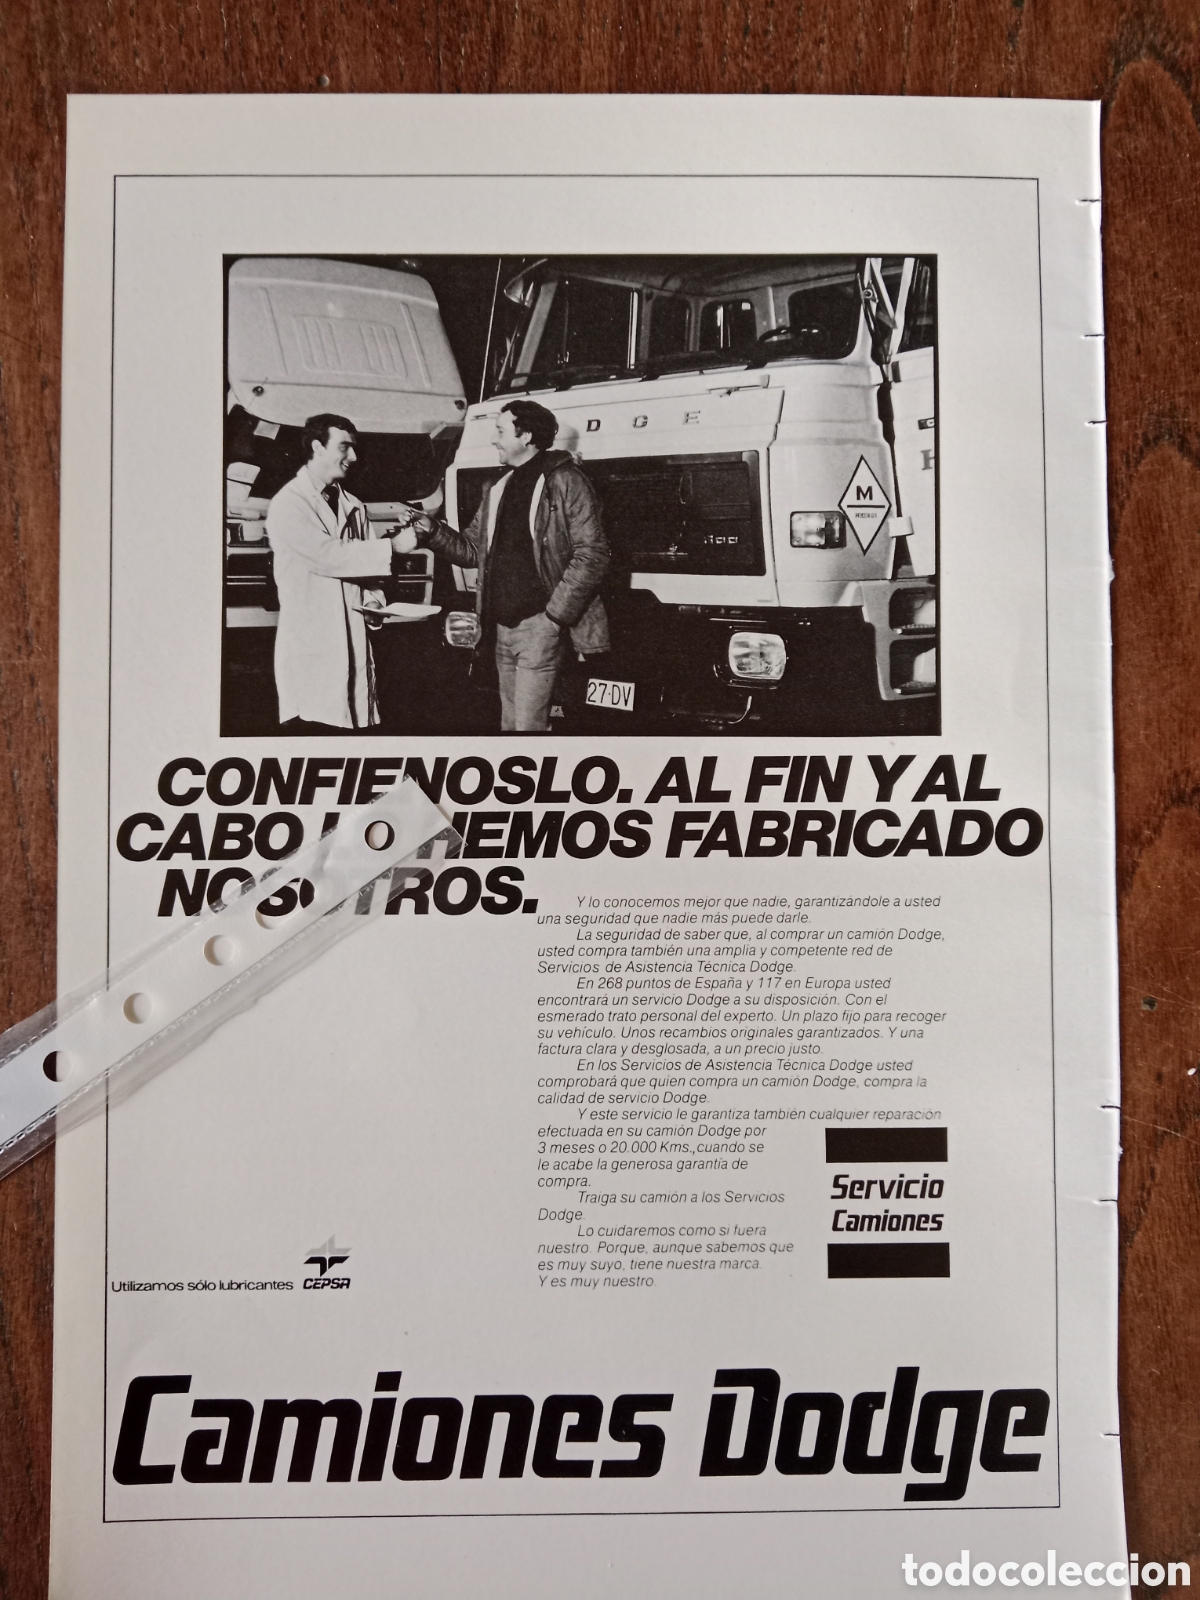 DGE
M
27·DV
CONFIENOSLO. AL FIN Y AL
CABO HEMOS FABRICADO
NOSOTROS.
Y lo conocemos mejor que nadie, garantizándole a usted
una seguridad que nadie más puede darle.
La seguridad de saber que, al comprar un camión Dodge,
usted compra también una amplia y competente red de
Servicios de Asistencia Técnica Dodge.
En 268 puntos de España y 117 en Europa usted
encontrará un servicio Dodge a su disposición. Con el
esmerado trato personal del experto. Un plazo fijo para recoger
su vehículo. Unos recambios originales garantizados. Y una
factura clara y desglosada, a un precio justo.
En los Servicios de Asistencia Técnica Dodge usted
comprobará que quien compra un camión Dodge, compra la
calidad de servicio Dodge.
Y este servicio le garantiza también cualquier reparación
efectuada en su camión Dodge por
3 meses o 20.000 Kms., cuando se
le acabe la generosa garantía de
compra.
Traiga su camión a los Servicios
Dodge.
Lo cuidaremos como si fuera
nuestro. Porque, aunque sabemos que
es muy suyo, tiene nuestra marca.
Y es muy nuestro.
Servicio
Camiones
Utilizamos sólo lubricantes CEPSA
Camiones Dodge
todocoleccion